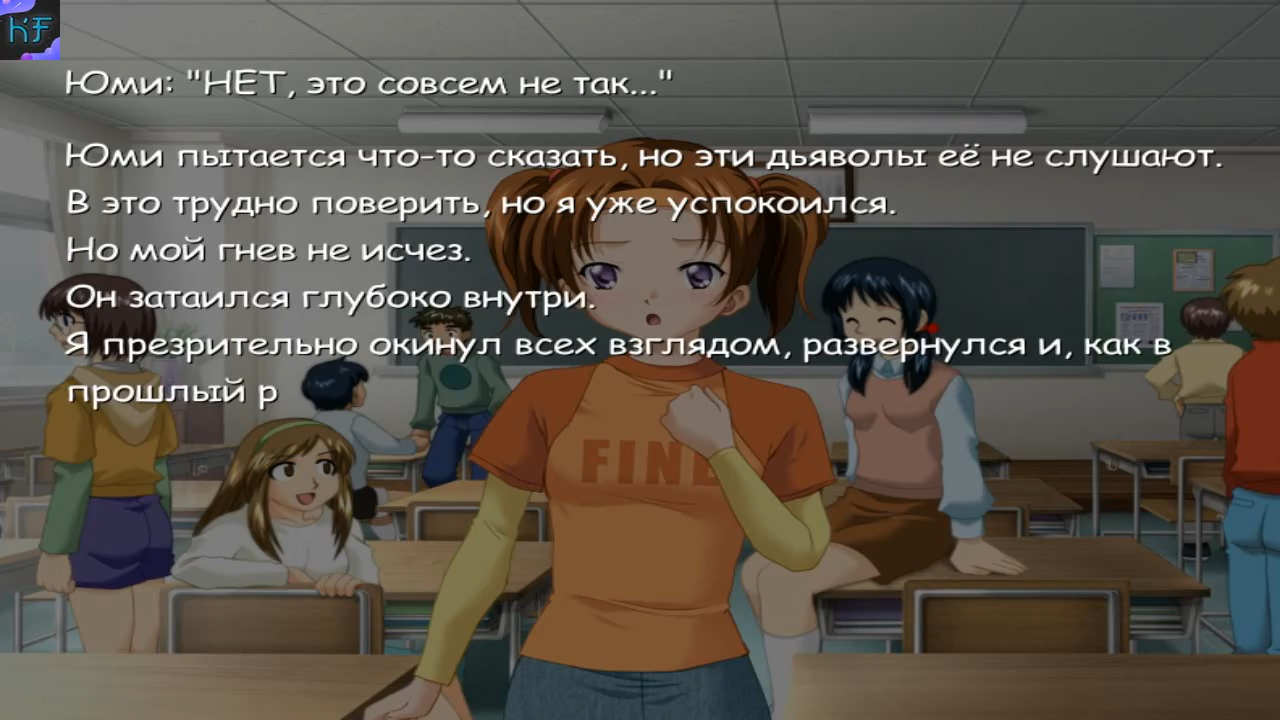 KF
Юми: "НЕТ, это совсем не так..."
Юми пытается что-то сказать, но эти дьяволы её не слушают.
В это трудно поверить, но я уже успокоился.
Но мой гнев не исчез.
Он затаился глубоко внутри.
Я презрительно окинул всех взглядом, развернулся и, как в
прошлый р
FINE